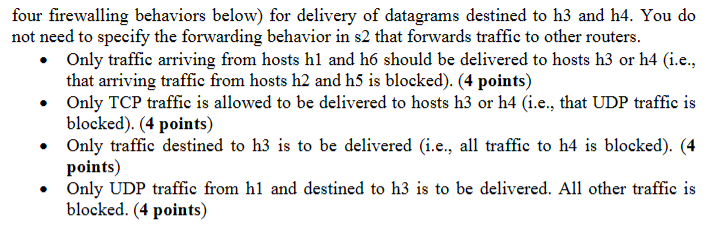 four firewalling behaviors below) for delivery of datagrams destined to h3 and h4. You do
not need to specify the forwarding behavior in s2 that forwards traffic to other routers.
• Only traffic arriving from hosts h1 and h6 should be delivered to hosts h3 or h4 (i.e.,
that arriving traffic from hosts h2 and h5 is blocked). (4 points)
• Only TCP traffic is allowed to be delivered to hosts h3 or h4 (i.e., that UDP traffic is
blocked). (4 points)
• Only traffic destined to h3 is to be delivered (i.e., all traffic to h4 is blocked). (4
points)
• Only UDP traffic from h1 and destined to h3 is to be delivered. All other traffic is
blocked. (4 points)